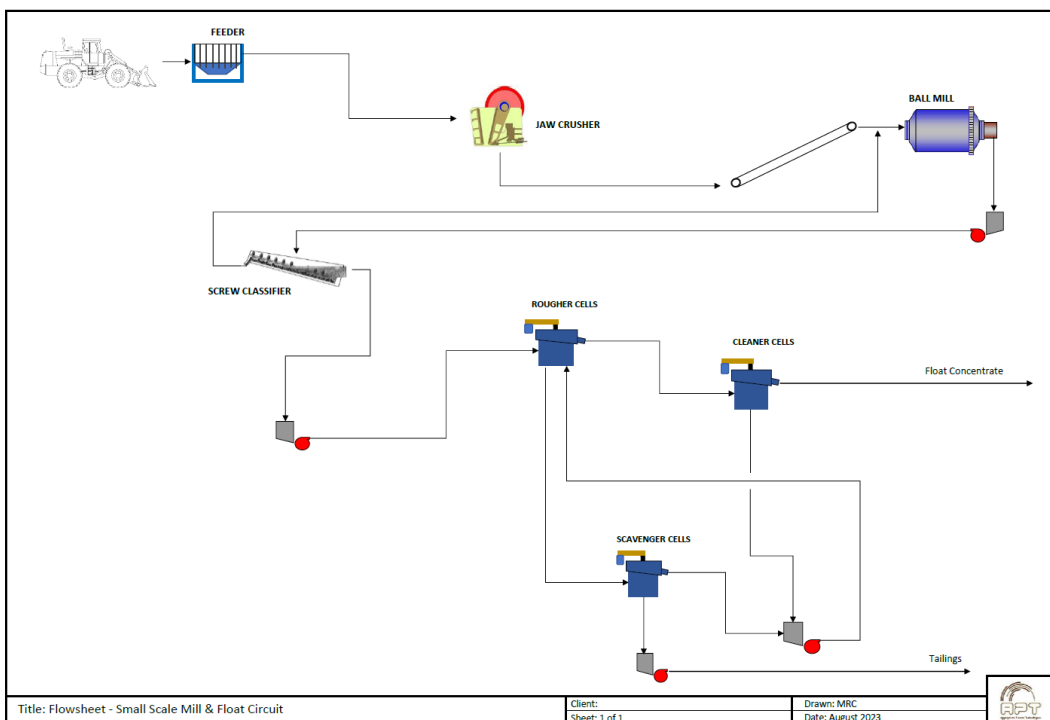 FEEDER
JAW CRUSHER
BALL MILL
SCREW CLASSIFIER
ROUGHER CELLS
CLEANER CELLS
Float Concentrate
SCAVENGER CELLS
Tailings
Title: Flowsheet - Small Scale Mill & Float Circuit
Client:
Drawn: MRC
Sheet: 1 of 1
Date: August 2023
APT